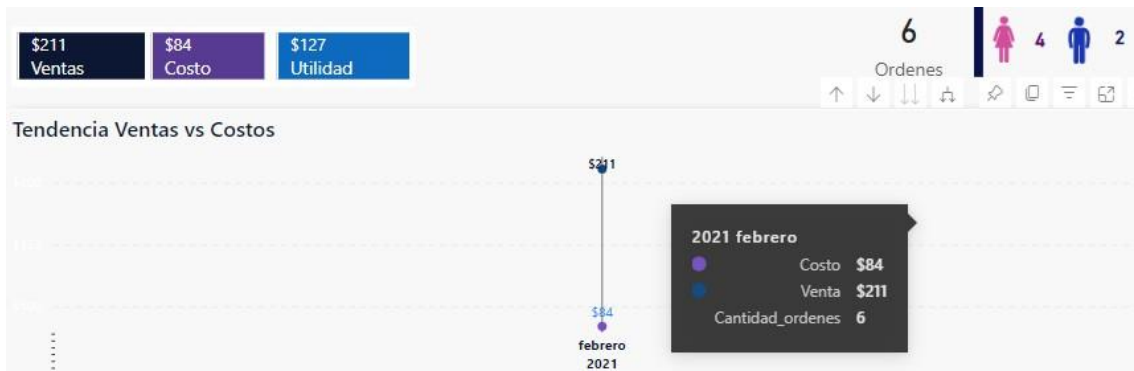 $211
Ventas
$84
Costo
$127
Utilidad
6
Ordenes
4
2
Tendencia Ventas vs Costos
$211
$84
febrero
2021
2021 febrero
Costo $84
Venta $211
Cantidad_ordenes 6